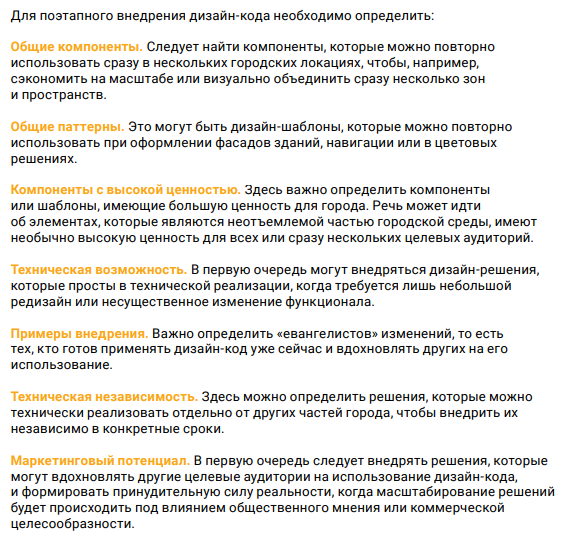 Для поэтапного внедрения дизайн-кода необходимо определить:
Общие компоненты. Следует найти компоненты, которые можно повторно
использовать сразу в нескольких городских локациях, чтобы, например,
сэкономить на масштабе или визуально объединить сразу несколько зон
и пространств.
Общие паттерны. Это могут быть дизайн-шаблоны, которые можно повторно
использовать при оформлении фасадов зданий, навигации или в цветовых
решениях.
Компоненты с высокой ценностью. Здесь важно определить компоненты
или шаблоны, имеющие большую ценность для города. Речь может идти
об элементах, которые являются неотъемлемой частью городской среды, имеют
необычно высокую ценность для всех или сразу нескольких целевых аудиторий.
Техническая возможность. В первую очередь могут внедряться дизайн-решения,
которые просты в технической реализации, когда требуется лишь небольшой
редизайн или несущественное изменение функционала.
Примеры внедрения. Важно определить «евангелистов» изменений, то есть
тех, кто готов применять дизайн-код уже сейчас и вдохновлять других на его
использование.
Техническая независимость. Здесь можно определить решения, которые можно
технически реализовать отдельно от других частей города, чтобы внедрить их
независимо в конкретные сроки.
Маркетинговый потенциал. В первую очередь следует внедрять решения, которые
могут вдохновлять другие целевые аудитории на использование дизайн-кода,
и формировать принудительную силу реальности, когда масштабирование решений
будет происходить под влиянием общественного мнения или коммерческой
целесообразности.